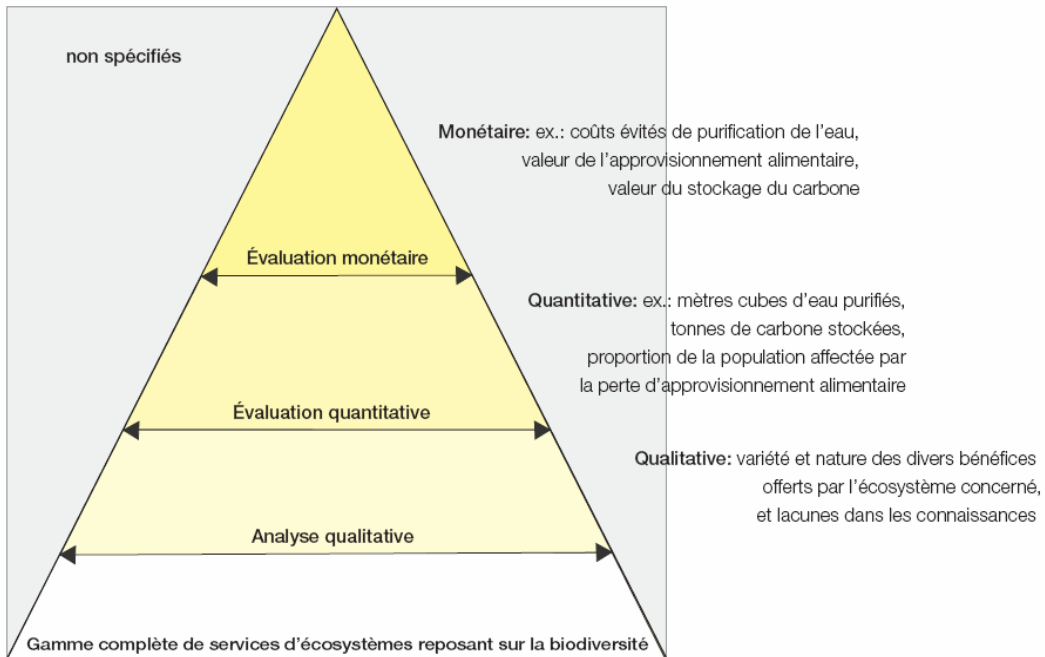 non spécifiés
Monétaire: ex.: coûts évités de purification de l'eau,
valeur de l'approvisionnement alimentaire,
valeur du stockage du carbone
Évaluation monétaire
Quantitative: ex.: mètres cubes d'eau purifiés,
tonnes de carbone stockées,
proportion de la population affectée par
la perte d'approvisionnement alimentaire
Évaluation quantitative
Qualitative: variété et nature des divers bénéfices
offerts par l'écosystème concerné,
et lacunes dans les connaissances
Analyse qualitative
Gamme complète de services d'écosystèmes reposant sur la biodiversité